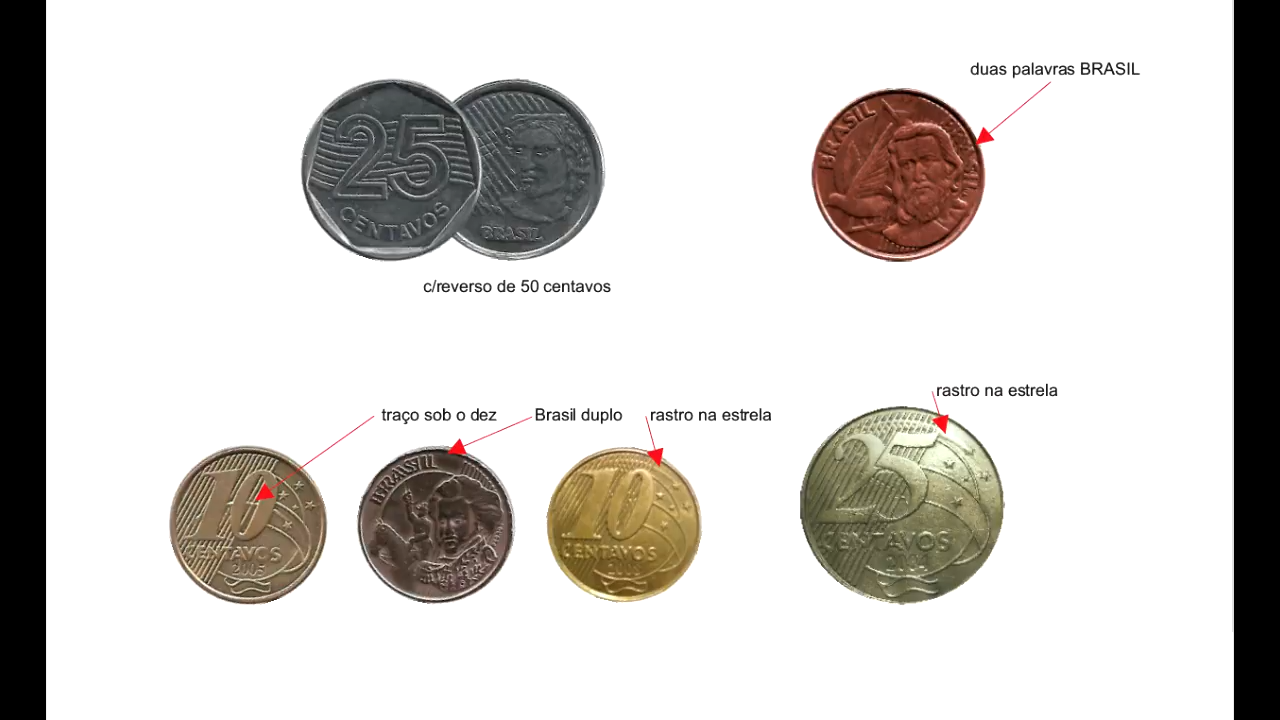 duas palavras BRASIL
25
CENTAVOS
BRASIL
BRASIL
c/reverso de 50 centavos
rastro na estrela
traço sob o dez
Brasil duplo
rastro na estrela
10
CENTAVOS
2005
BRASIL
10
CENTAVOS
25
CENTAVOS